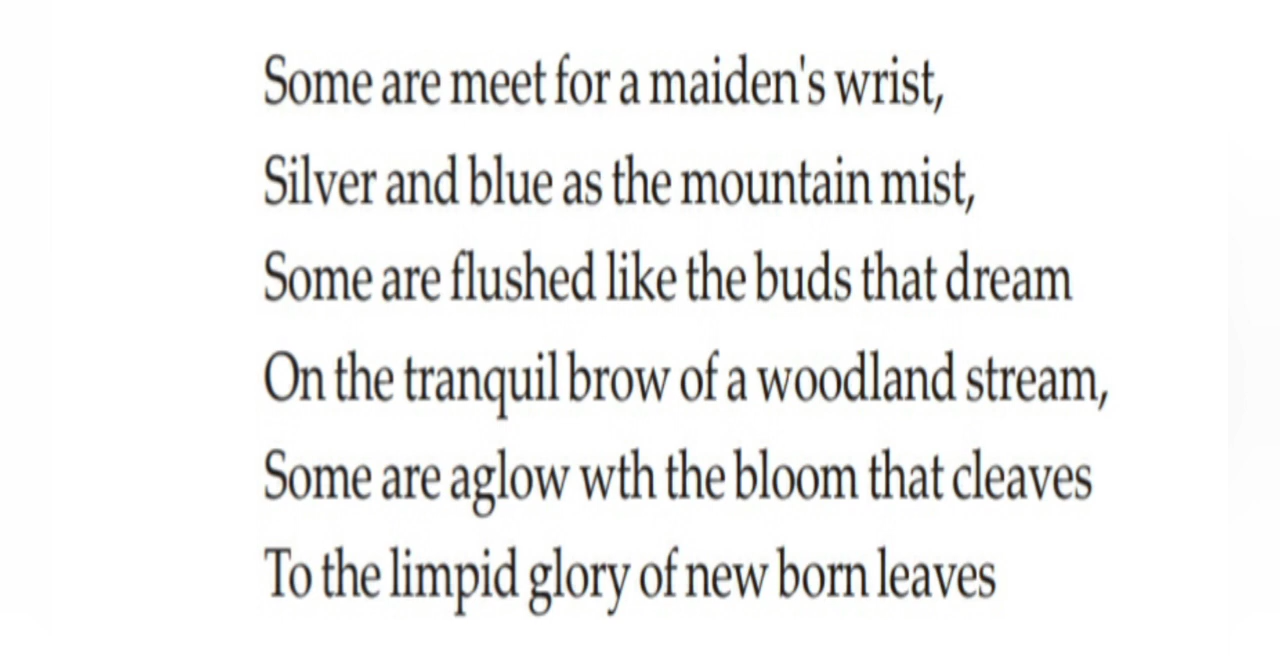 Some are meet for a maiden's wrist,
Silver and blue as the mountain mist,
Some are flushed like the buds that dream
On the tranquil brow of a woodland stream,
Some are aglow wth the bloom that cleaves
To the limpid glory of new born leaves